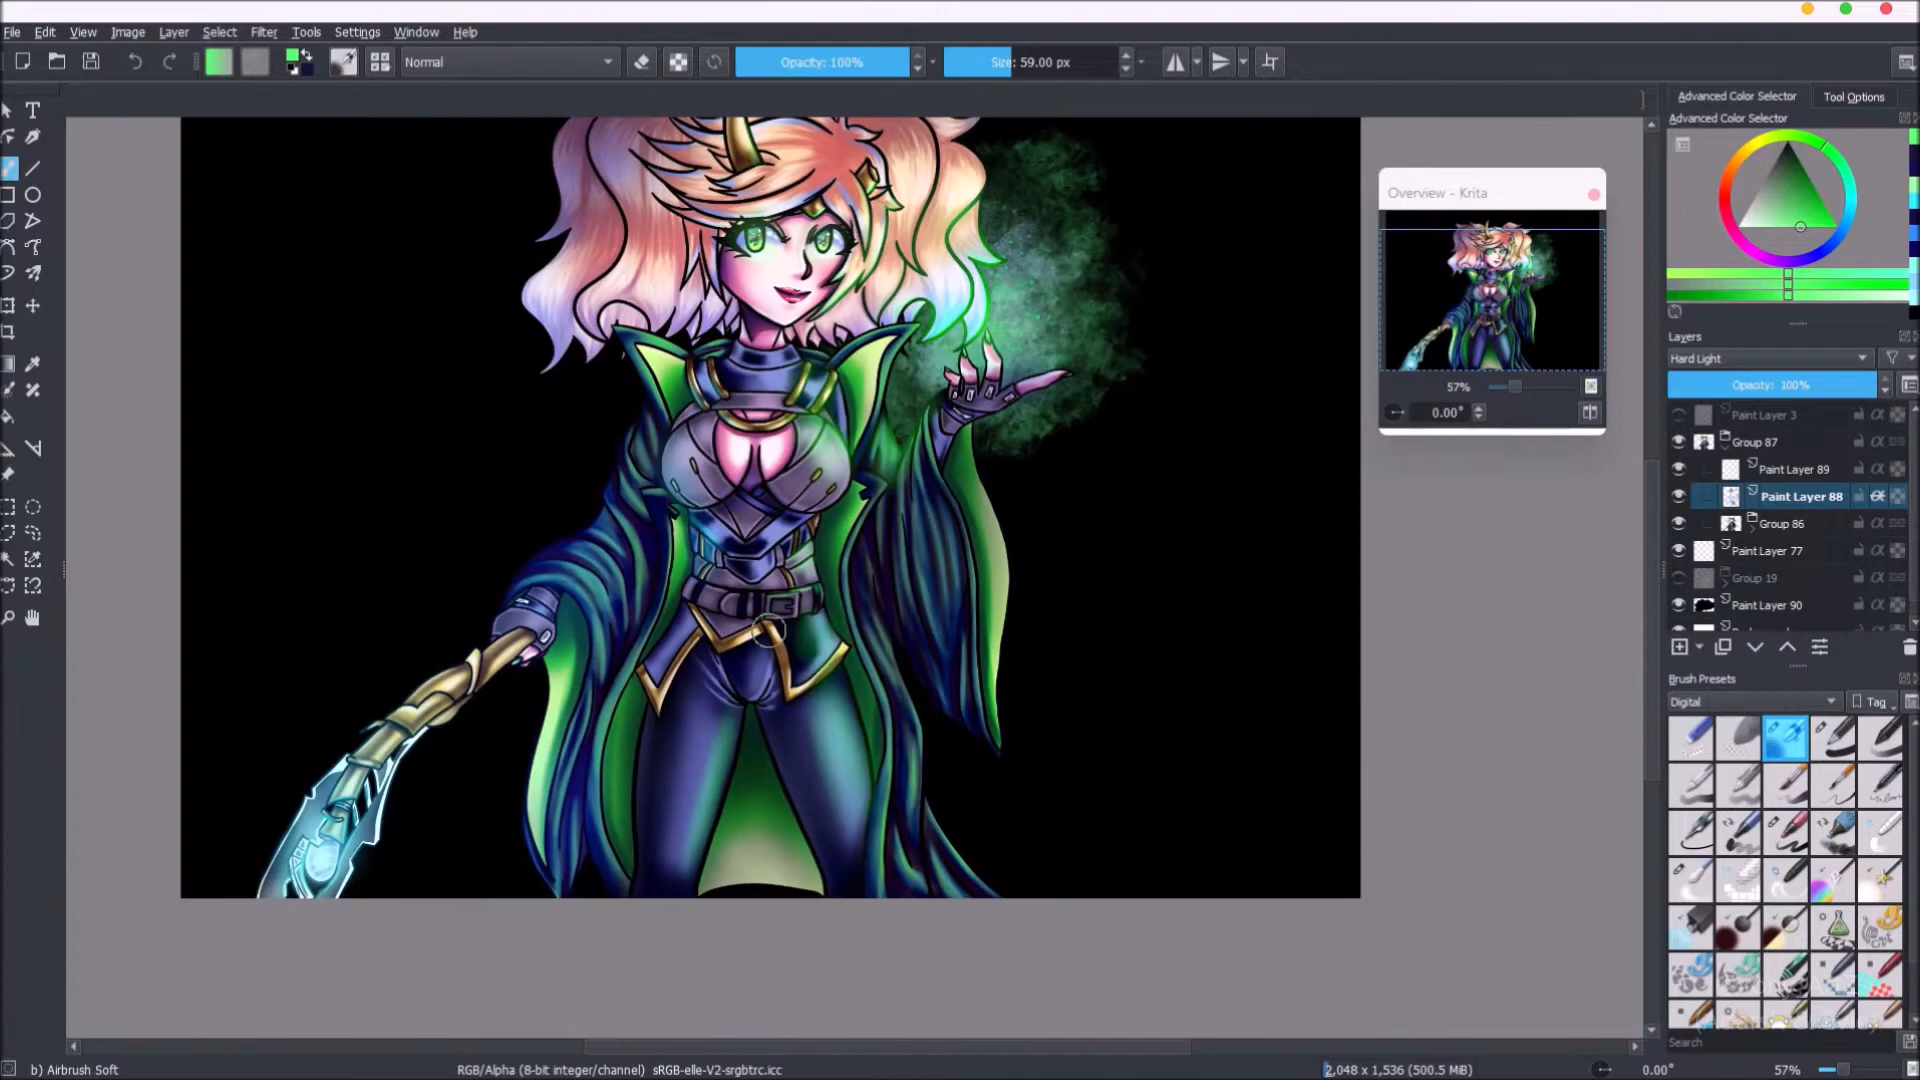 File Edit View Image Layer Select Filter Tools Settings Window Help
Normal
Opacity: 100%
Size: 59.00 px
Advanced Color Selector
Tool Options
Advanced Color Selector
Overview - Krita
57%
0.00°
Layers
Hard Light
Opacity: 100%
Paint Layer 3
Group 87
Paint Layer 89
Paint Layer 88
Group 86
Paint Layer 77
Group 19
Paint Layer 90
Brush Presets
Digital
Tag
Search
b) Airbrush Soft
RGB/Alpha (8-bit integer/channel) sRGB-elle-V2-srgbtrc.icc
2,048 x 1,536 (500.5 MiB)
0.00°
57%